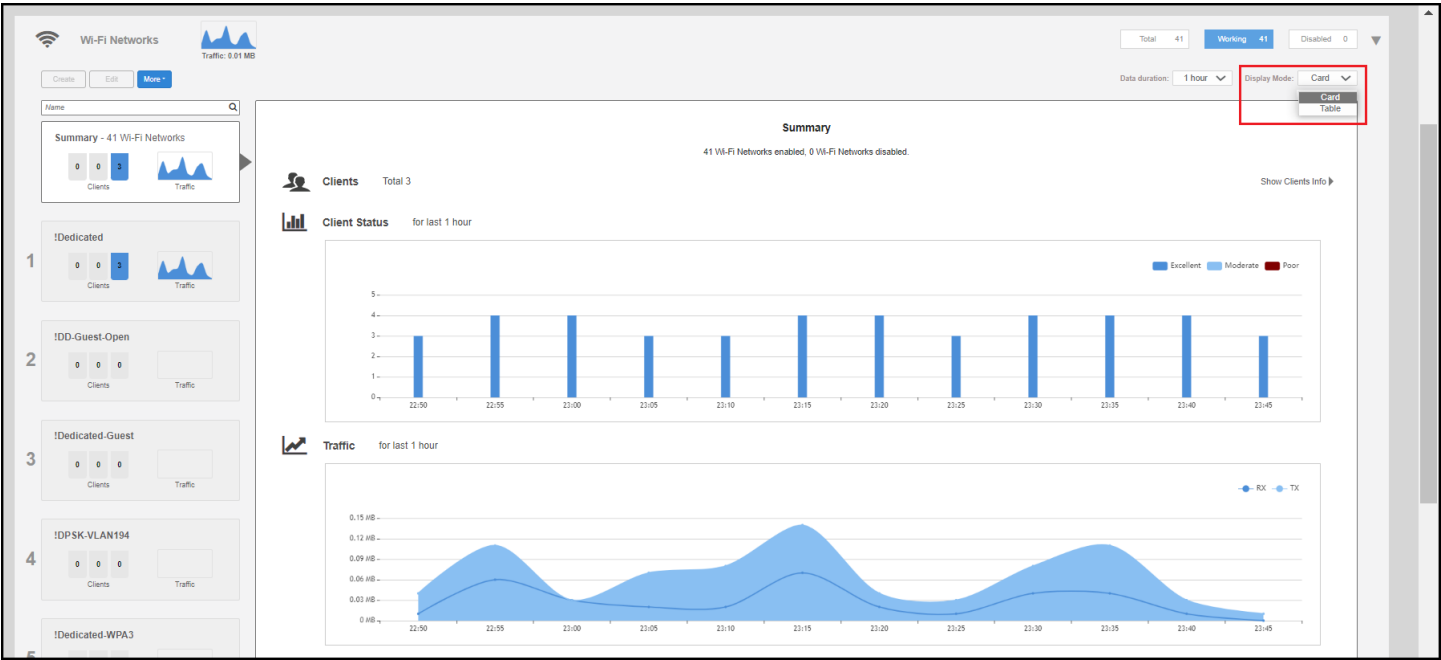 Wi-Fi Networks
Traffic: 0.01 MB
Total 41 Working 41 Disabled 0
Create Edit More
Data duration: 1 hour Display Mode: Card
Card
Table
Name
Summary - 41 Wi-Fi Networks
0 0 3
Clients Traffic
1
!Dedicated
0 0 3
Clients Traffic
2
!DD-Guest-Open
0 0 0
Clients Traffic
3
!Dedicated-Guest
0 0 0
Clients Traffic
4
!DPSK-VLAN194
0 0 0
Clients Traffic
5
!Dedicated-WPA3
Summary
41 Wi-Fi Networks enabled, 0 Wi-Fi Networks disabled.
Clients Total 3 Show Clients Info
Client Status for last 1 hour
Excellent Moderate Poor
5
4
3
2
1
0
22:50 22:55 23:00 23:05 23:10 23:15 23:20 23:25 23:30 23:35 23:40 23:45
Traffic for last 1 hour
RX TX
0.15 MB
0.12 MB
0.09 MB
0.06 MB
0.03 MB
0 MB
22:50 22:55 23:00 23:05 23:10 23:15 23:20 23:25 23:30 23:35 23:40 23:45